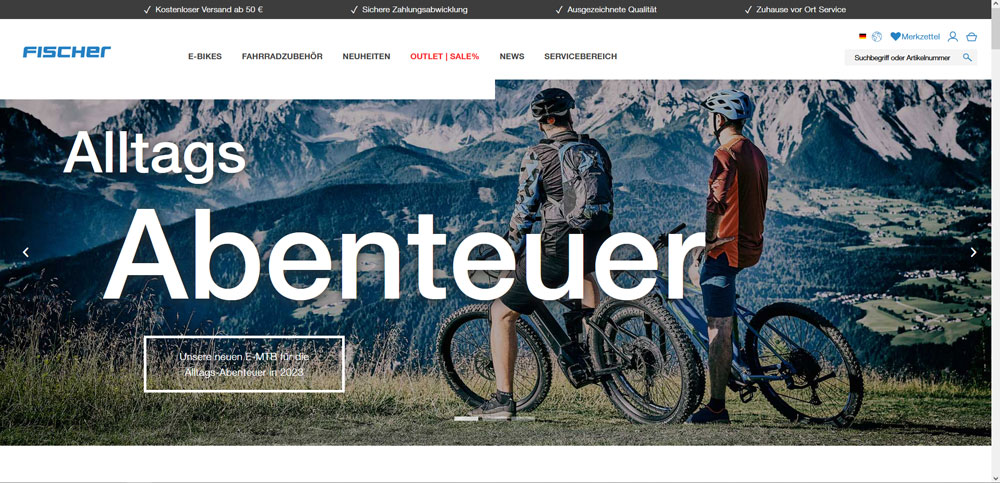 Kostenloser Versand ab 50 €
Sichere Zahlungsabwicklung
Ausgezeichnete Qualität
Zuhause vor Ort Service
FISCHER
Merkzettel
E-BIKES
FAHRRADZUBEHÖR
NEUHEITEN
OUTLET | SALE%
NEWS
SERVICEBEREICH
Suchbegriff oder Artikelnummer
Alltags
Abenteuer
Unsere neuen E-MTB für die
Alltags-Abenteuer in 2023